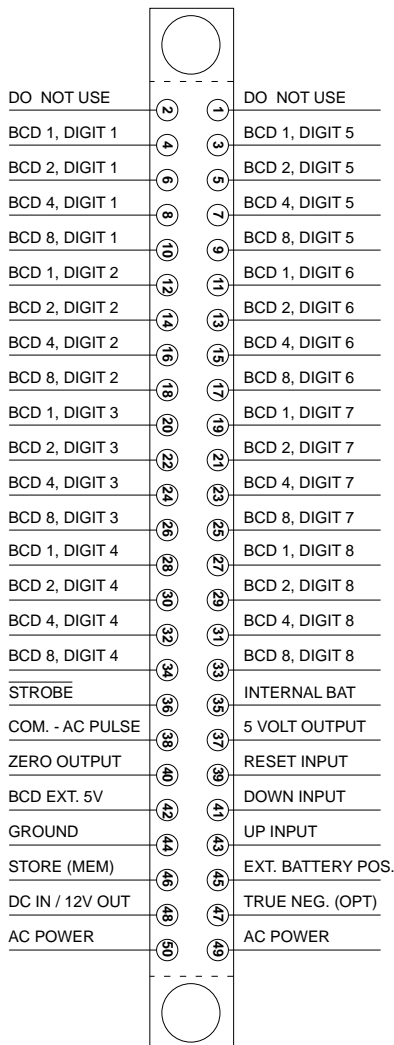 DO NOT USE 2 1 DO NOT USE
BCD 1, DIGIT 1 4 3 BCD 1, DIGIT 5
BCD 2, DIGIT 1 6 5 BCD 2, DIGIT 5
BCD 4, DIGIT 1 8 7 BCD 4, DIGIT 5
BCD 8, DIGIT 1 10 9 BCD 8, DIGIT 5
BCD 1, DIGIT 2 12 11 BCD 1, DIGIT 6
BCD 2, DIGIT 2 14 13 BCD 2, DIGIT 6
BCD 4, DIGIT 2 16 15 BCD 4, DIGIT 6
BCD 8, DIGIT 2 18 17 BCD 8, DIGIT 6
BCD 1, DIGIT 3 20 19 BCD 1, DIGIT 7
BCD 2, DIGIT 3 22 21 BCD 2, DIGIT 7
BCD 4, DIGIT 3 24 23 BCD 4, DIGIT 7
BCD 8, DIGIT 3 26 25 BCD 8, DIGIT 7
BCD 1, DIGIT 4 28 27 BCD 1, DIGIT 8
BCD 2, DIGIT 4 30 29 BCD 2, DIGIT 8
BCD 4, DIGIT 4 32 31 BCD 4, DIGIT 8
BCD 8, DIGIT 4 34 33 BCD 8, DIGIT 8
STROBE 36 35 INTERNAL BAT
COM. - AC PULSE 38 37 5 VOLT OUTPUT
ZERO OUTPUT 40 39 RESET INPUT
BCD EXT. 5V 42 41 DOWN INPUT
GROUND 44 43 UP INPUT
STORE (MEM) 46 45 EXT. BATTERY POS.
DC IN / 12V OUT 48 47 TRUE NEG. (OPT)
AC POWER 50 49 AC POWER